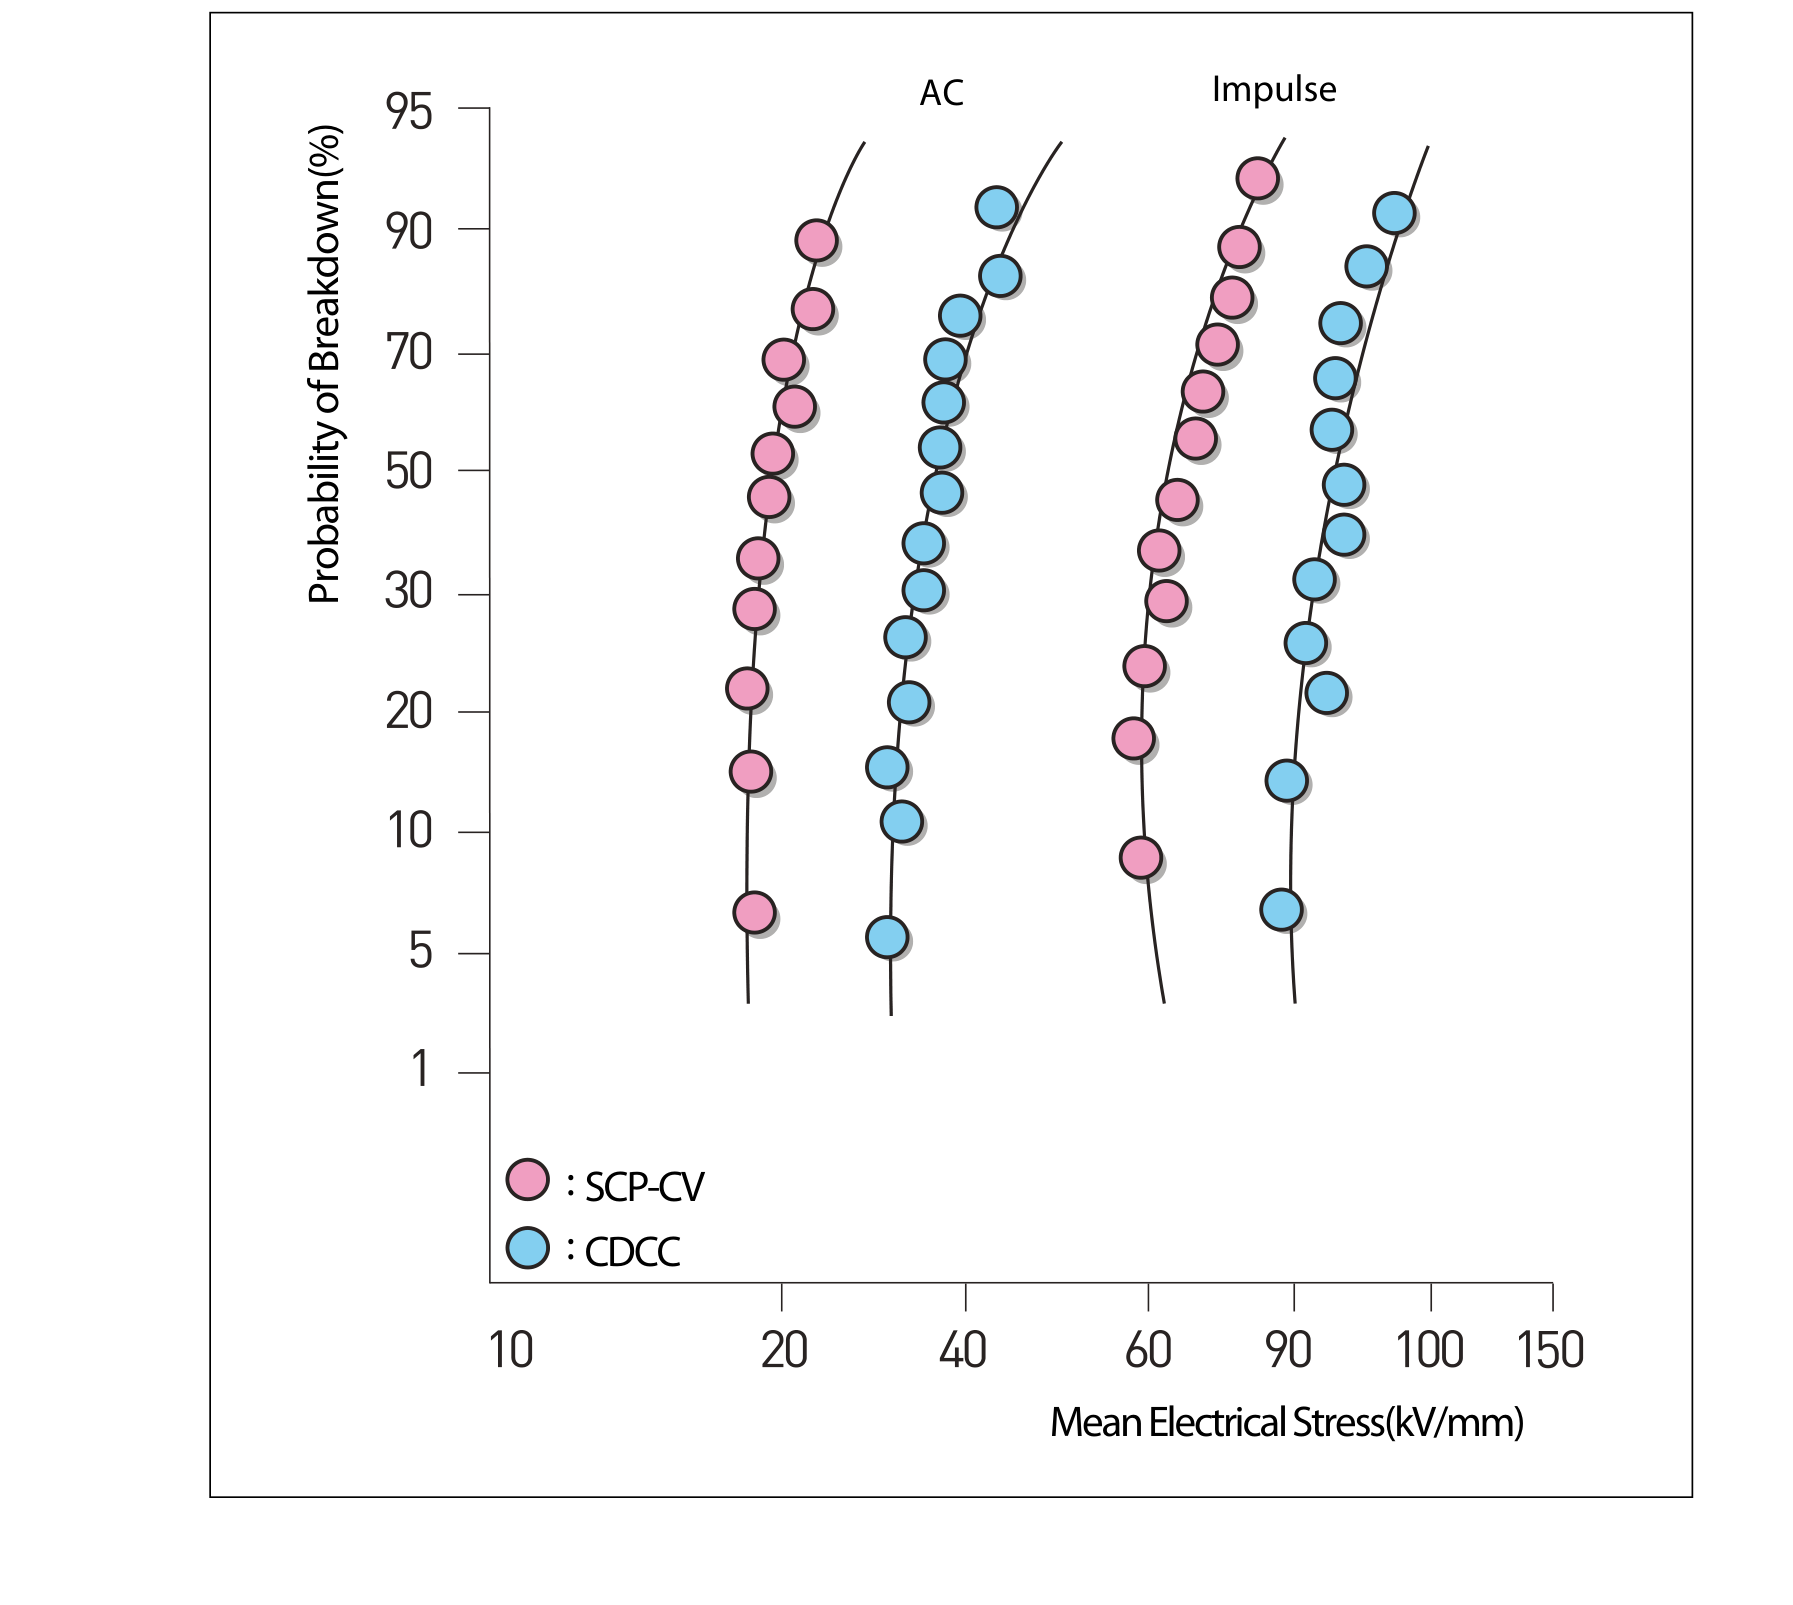 AC
Impulse
Probability of Breakdown(%)
95
90
70
50
30
20
10
5
1
: SCP-CV
: CDCC
10 20 40 60 90 100 150
Mean Electrical Stress(kV/mm)